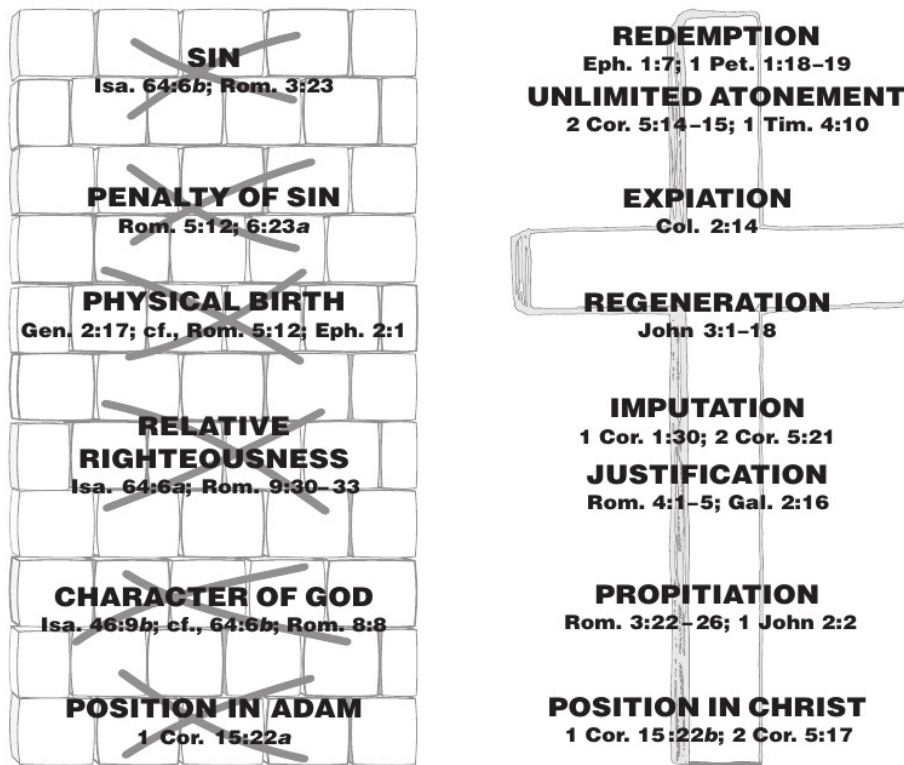 SIN
Isa. 64:6b; Rom. 3:23
PENALTY OF SIN
Rom. 5:12; 6:23a
PHYSICAL BIRTH
Gen. 2:17; cf., Rom. 5:12; Eph. 2:1
RELATIVE
RIGHTEOUSNESS
Isa. 64:6a; Rom. 9:30–33
CHARACTER OF GOD
Isa. 46:9b; cf., 64:6b; Rom. 8:8
POSITION IN ADAM
1 Cor. 15:22a
REDEMPTION
Eph. 1:7; 1 Pet. 1:18–19
UNLIMITED ATONEMENT
2 Cor. 5:14–15; 1 Tim. 4:10
EXPIATION
Col. 2:14
REGENERATION
John 3:1–18
IMPUTATION
1 Cor. 1:30; 2 Cor. 5:21
JUSTIFICATION
Rom. 4:1–5; Gal. 2:16
PROPITIATION
Rom. 3:22–26; 1 John 2:2
POSITION IN CHRIST
1 Cor. 15:22b; 2 Cor. 5:17